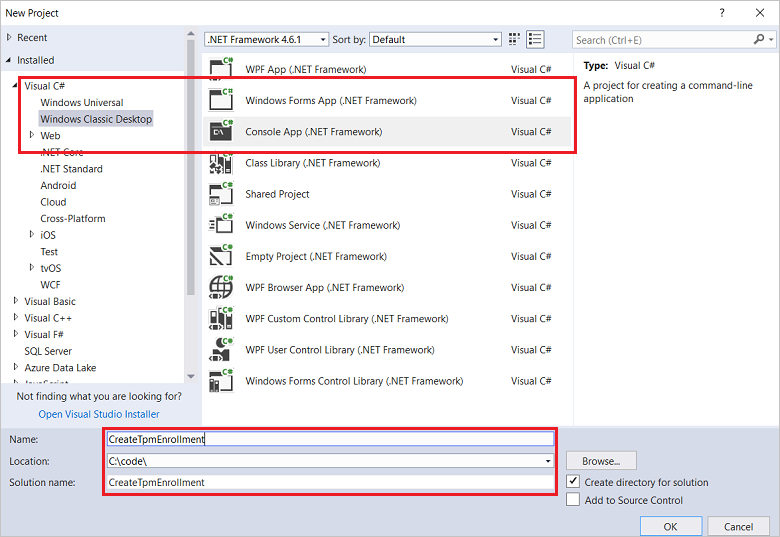 New Project
?
Recent
Installed
Visual C#
Windows Universal
Windows Classic Desktop
Web
.NET Core
.NET Standard
Android
Cloud
Cross-Platform
iOS
Test
tvOS
WCF
Visual Basic
Visual C++
Visual F#
SQL Server
Azure Data Lake
JavaScript
Not finding what you are looking for?
Open Visual Studio Installer
.NET Framework 4.6.1
Sort by: Default
WPF App (.NET Framework) Visual C#
Windows Forms App (.NET Framework) Visual C#
Console App (.NET Framework) Visual C#
Class Library (.NET Framework) Visual C#
Shared Project Visual C#
Windows Service (.NET Framework) Visual C#
Empty Project (.NET Framework) Visual C#
WPF Browser App (.NET Framework) Visual C#
WPF Custom Control Library (.NET Framework) Visual C#
WPF User Control Library (.NET Framework) Visual C#
Windows Forms Control Library (.NET Framework) Visual C#
Search (Ctrl+E)
Type: Visual C#
A project for creating a command-line
application
Name: CreateTpmEnrollment
Location: C:\code\
Browse...
Solution name: CreateTpmEnrollment
Create directory for solution
Add to Source Control
OK
Cancel